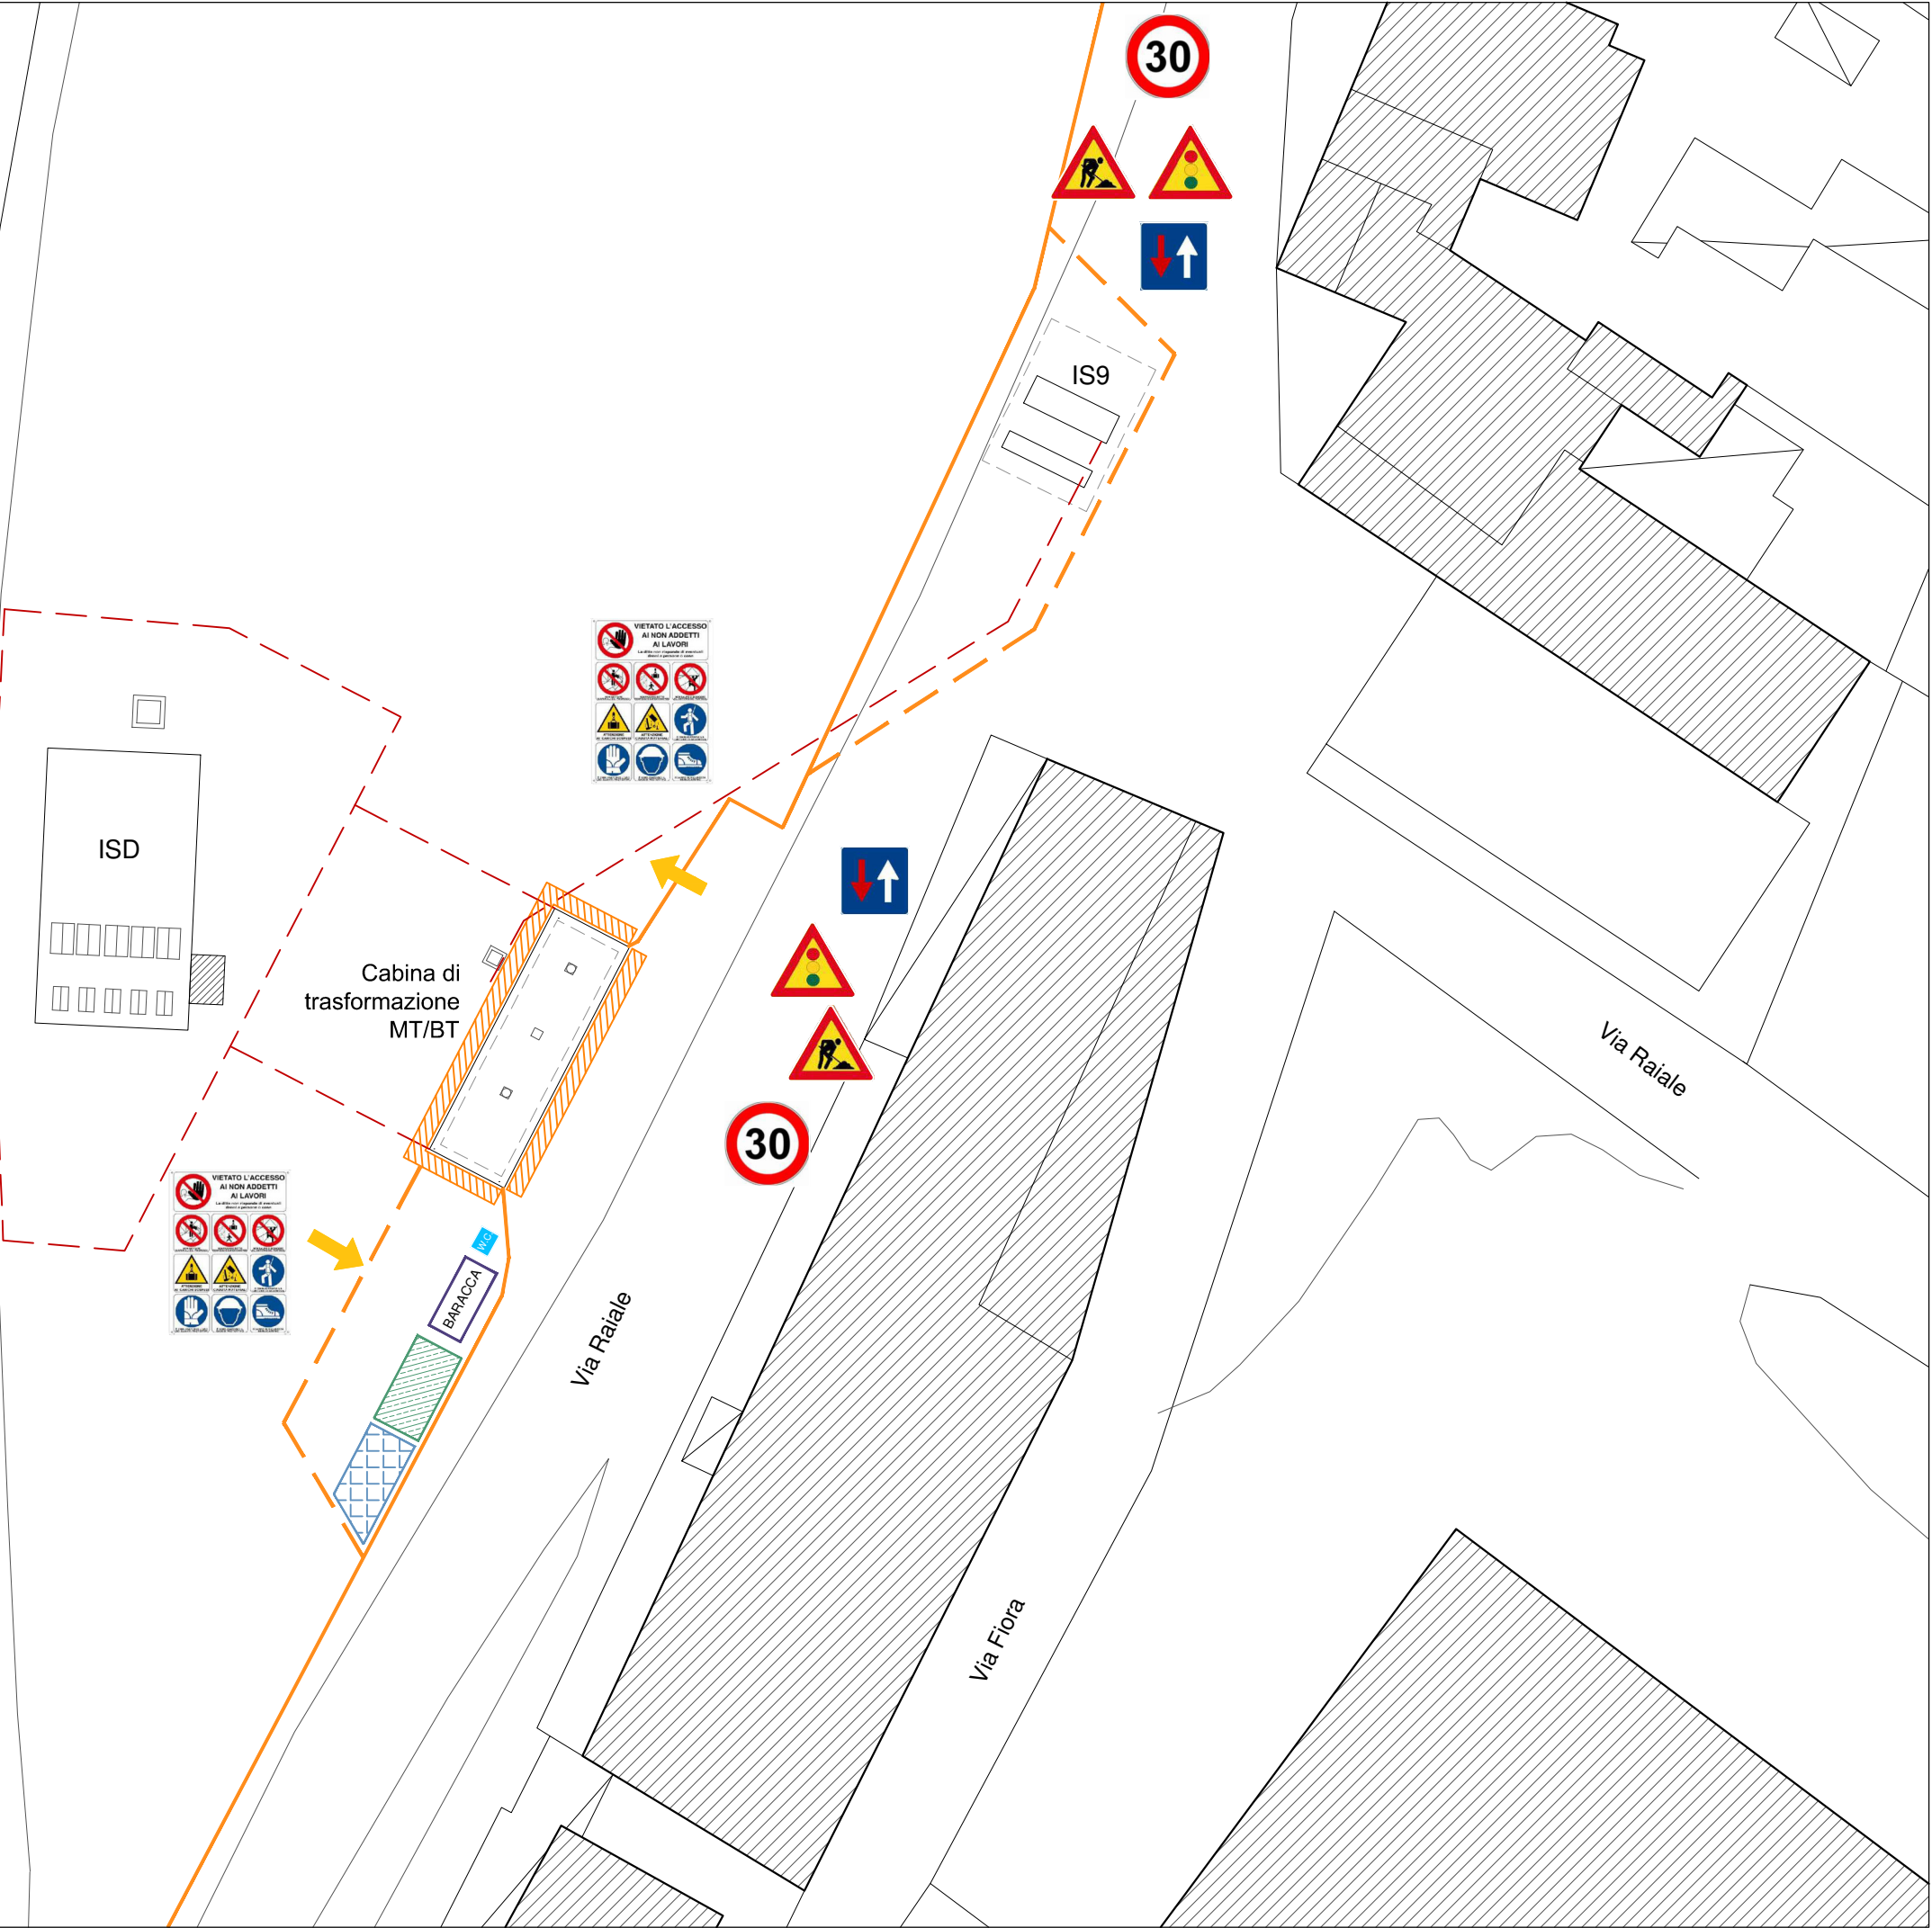 30
IS9
VIETATO L'ACCESSO
AI NON ADDETTI
AI LAVORI
ISD
Cabina di
trasformazione
MT/BT
30
Via Raiale
VIETATO L'ACCESSO
AI NON ADDETTI
AI LAVORI
W.C
BARACCA
Via Raiale
Via Fiora